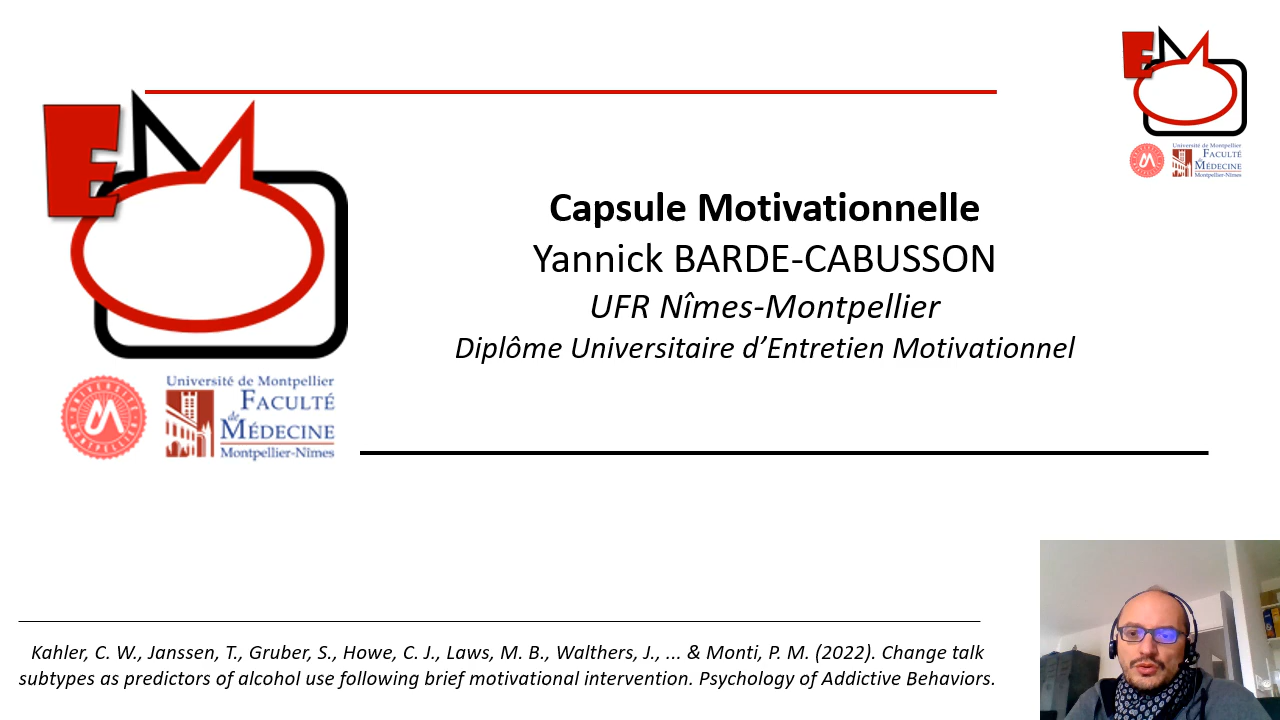 E
Université de Montpellier
FACULTÉ
de
MÉDECINE
Montpellier-Nîmes
Capsule Motivationnelle
Yannick BARDE-CABUSSON
UFR Nîmes-Montpellier
Diplôme Universitaire d’Entretien Motivationnel
E
UNIVERSITÉ
MONTPELLIER
Université de Montpellier
FACULTÉ
de
MÉDECINE
Montpellier-Nîmes
Kahler, C. W., Janssen, T., Gruber, S., Howe, C. J., Laws, M. B., Walthers, J., ... & Monti, P. M. (2022). Change talk
subtypes as predictors of alcohol use following brief motivational intervention. Psychology of Addictive Behaviors.